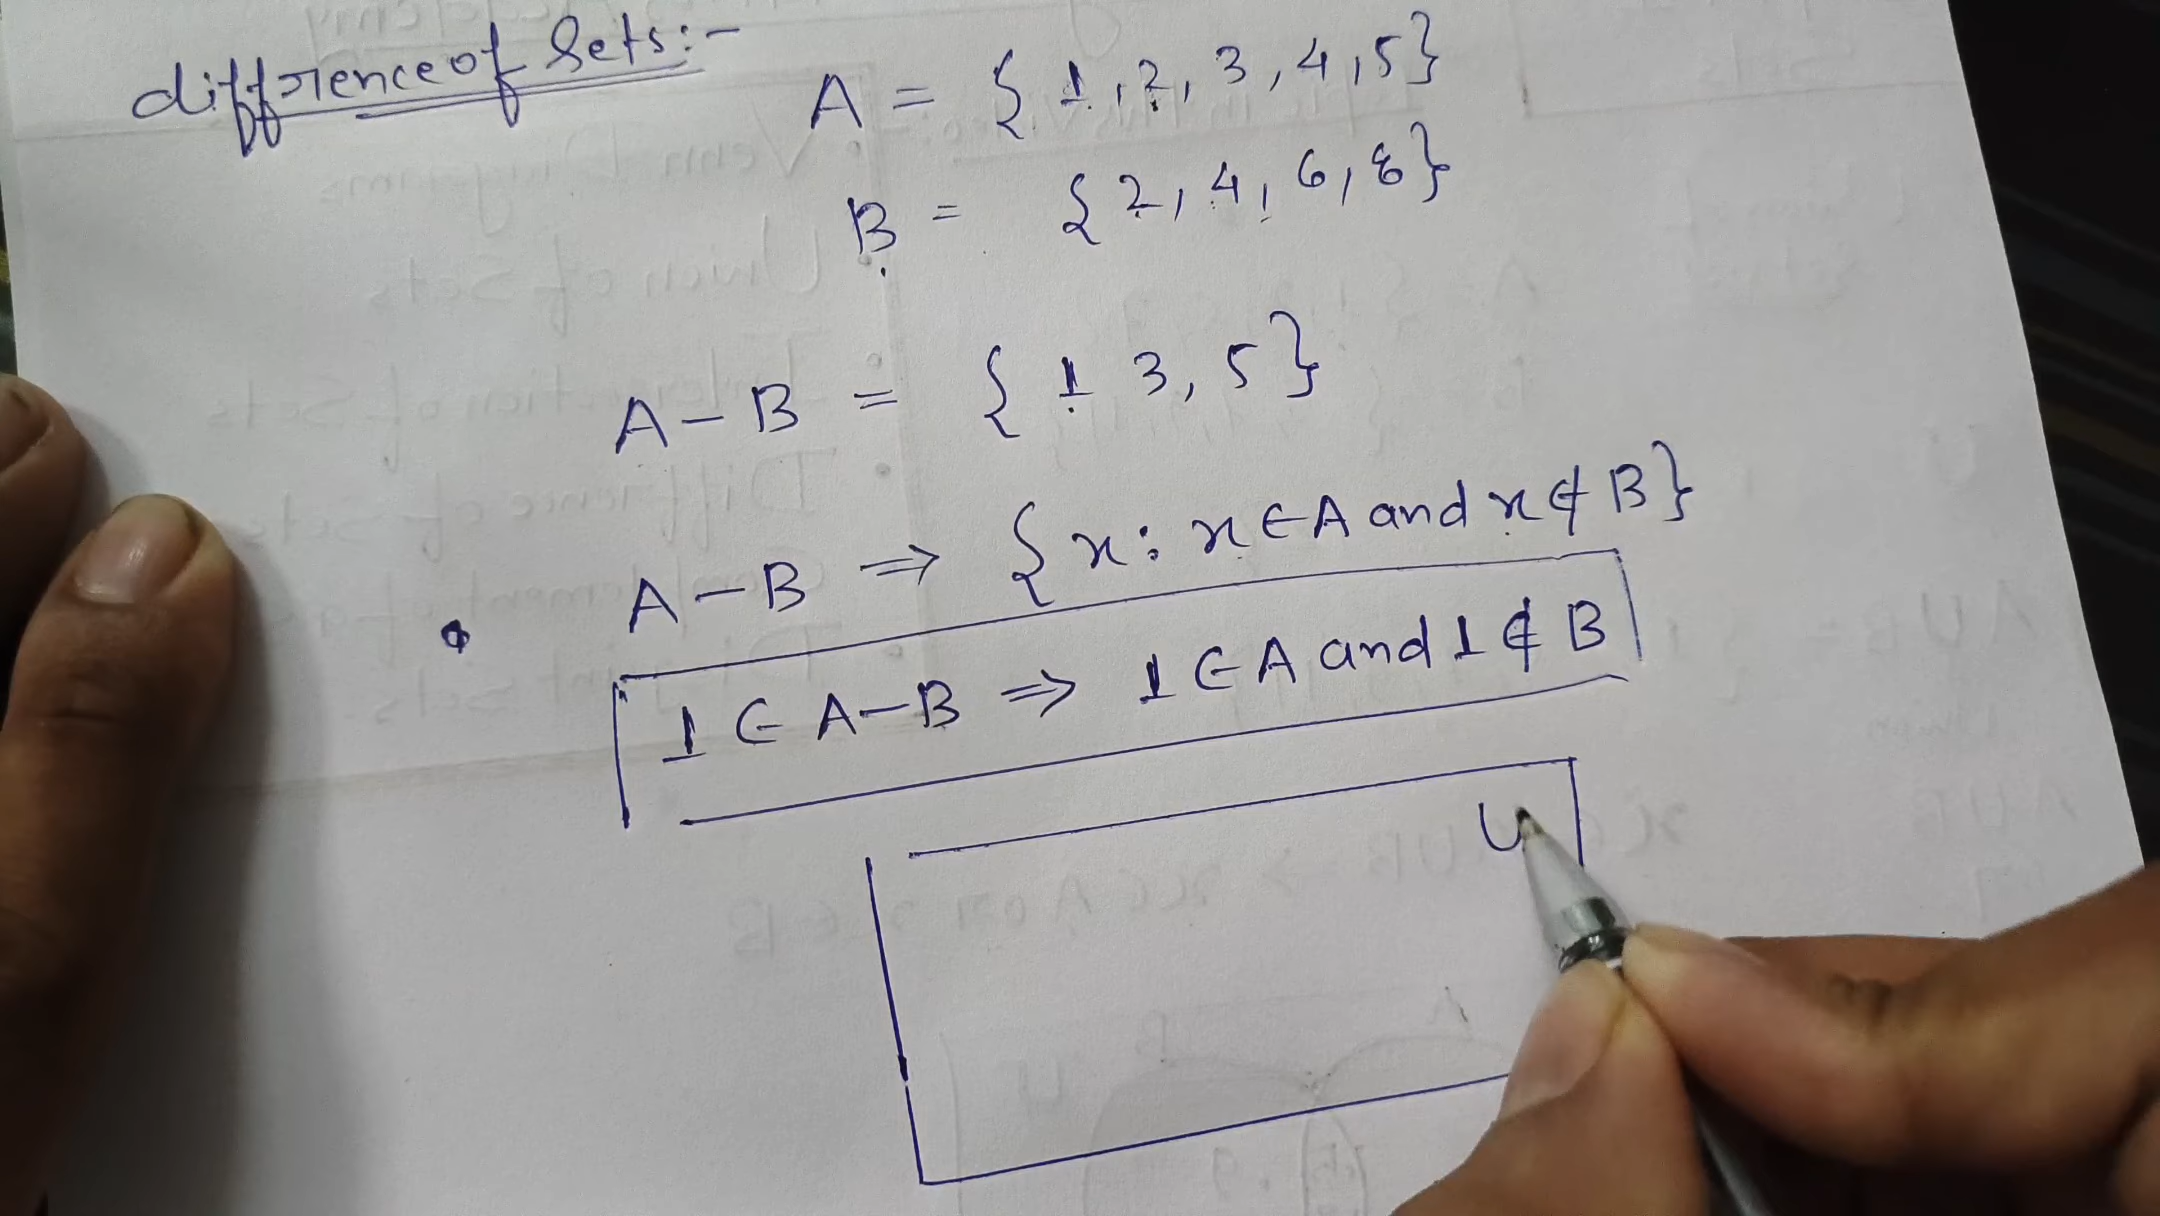 difference of Sets:-
A = { 1, 2, 3, 4, 5}
B = {2, 4, 6, 8}
A - B = { 1 3, 5}
A - B ⇒ {x: x∈A and x∉B}
1 ∈ A-B ⇒ 1 ∈ A and 1 ∉ B
U